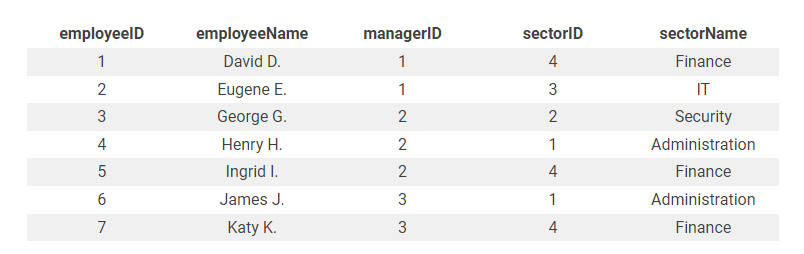 employeeID employeeName managerID sectorID sectorName
1 David D. 1 4 Finance
2 Eugene E. 1 3 IT
3 George G. 2 2 Security
4 Henry H. 2 1 Administration
5 Ingrid I. 2 4 Finance
6 James J. 3 1 Administration
7 Katy K. 3 4 Finance